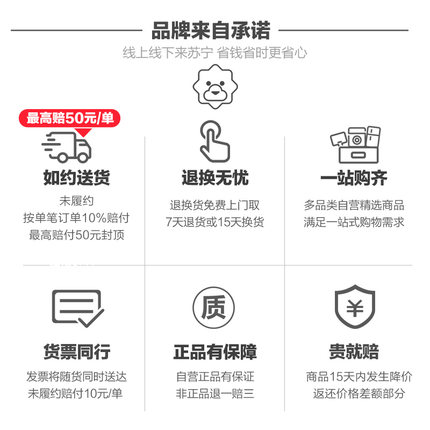 品牌来自承诺
线上线下来苏宁 省钱省时更省心
最高赔50元/单
如约送货
未履约
按单笔订单10%赔付
最高赔付50元封顶
退换无忧
退换货免费上门取
7天退货或15天换货
一站购齐
多品类自营精选商品
满足一站式购物需求
货票同行
发票将随货同时送达
未履约赔付10元/单
质
正品有保障
自营正品有保证
非正品退一赔三
¥
贵就赔
商品15天内发生降价
返还价格差额部分